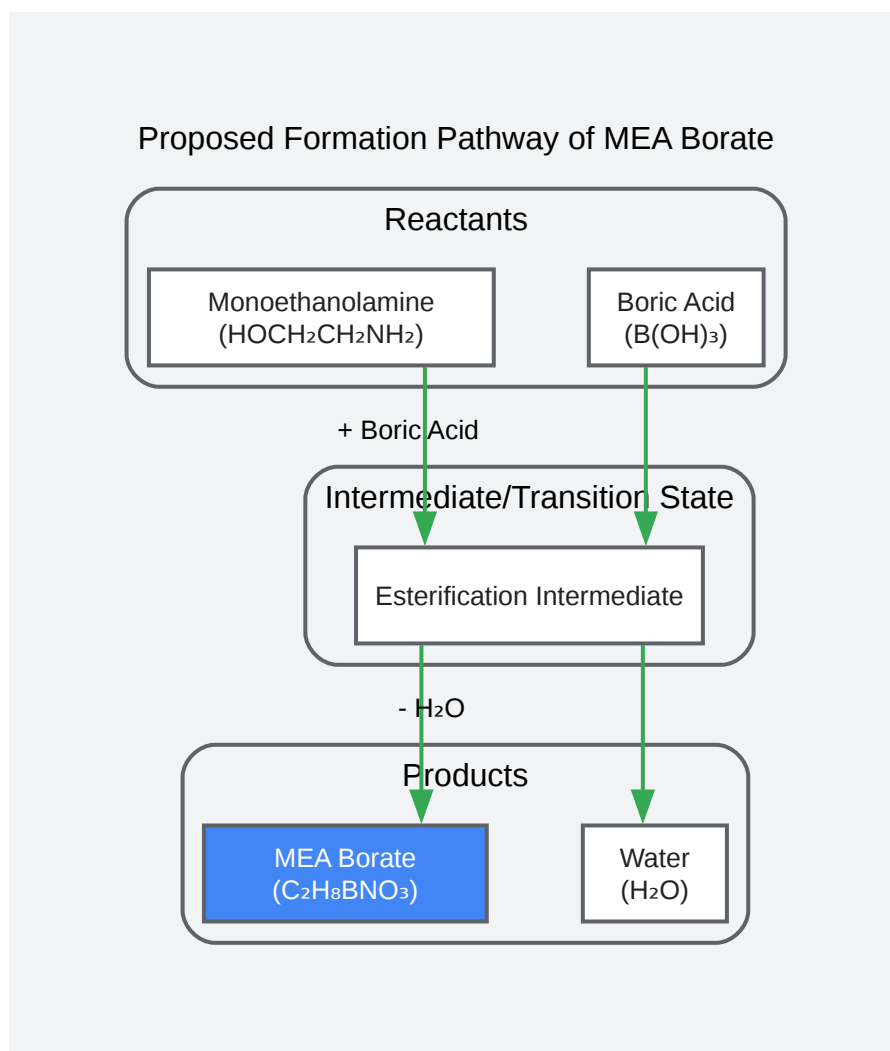 Proposed Formation Pathway of MEA Borate
Reactants
Monoethanolamine
(HOCH₂CH₂NH₂)
Boric Acid
(B(OH)₃)
+ Boric Acid
Intermediate/Transition State
Esterification Intermediate
- H₂O
Products
MEA Borate
(C₂H₈BNO₃)
Water
(H₂O)